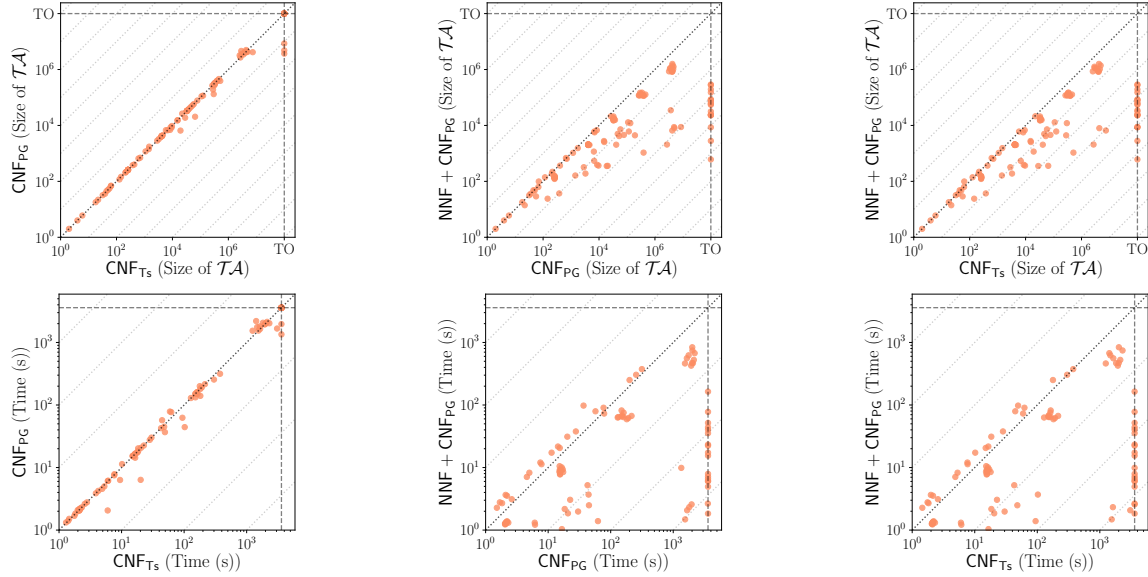 TO
10^6
10^4
10^2
10^0
CNF_PG (Size of 𝒯𝒜)
10^0 10^2 10^4 10^6 TO
CNF_Ts (Size of 𝒯𝒜)
TO
10^6
10^4
10^2
10^0
NNF + CNF_PG (Size of 𝒯𝒜)
10^0 10^2 10^4 10^6 TO
CNF_PG (Size of 𝒯𝒜)
TO
10^6
10^4
10^2
10^0
NNF + CNF_PG (Size of 𝒯𝒜)
10^0 10^2 10^4 10^6 TO
CNF_Ts (Size of 𝒯𝒜)
10^3
10^2
10^1
10^0
CNF_PG (Time (s))
10^0 10^1 10^2 10^3
CNF_Ts (Time (s))
10^3
10^2
10^1
10^0
NNF + CNF_PG (Time (s))
10^0 10^1 10^2 10^3
CNF_PG (Time (s))
10^3
10^2
10^1
10^0
NNF + CNF_PG (Time (s))
10^0 10^1 10^2 10^3
CNF_Ts (Time (s))